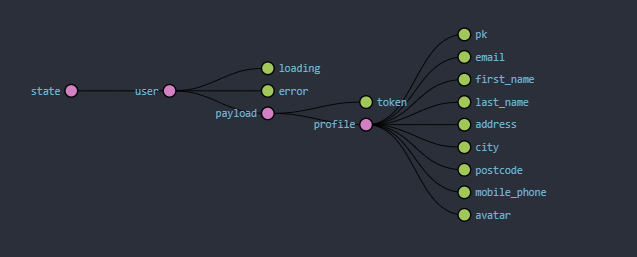 state
user
loading
error
payload
token
profile
pk
email
first_name
last_name
address
city
postcode
mobile_phone
avatar